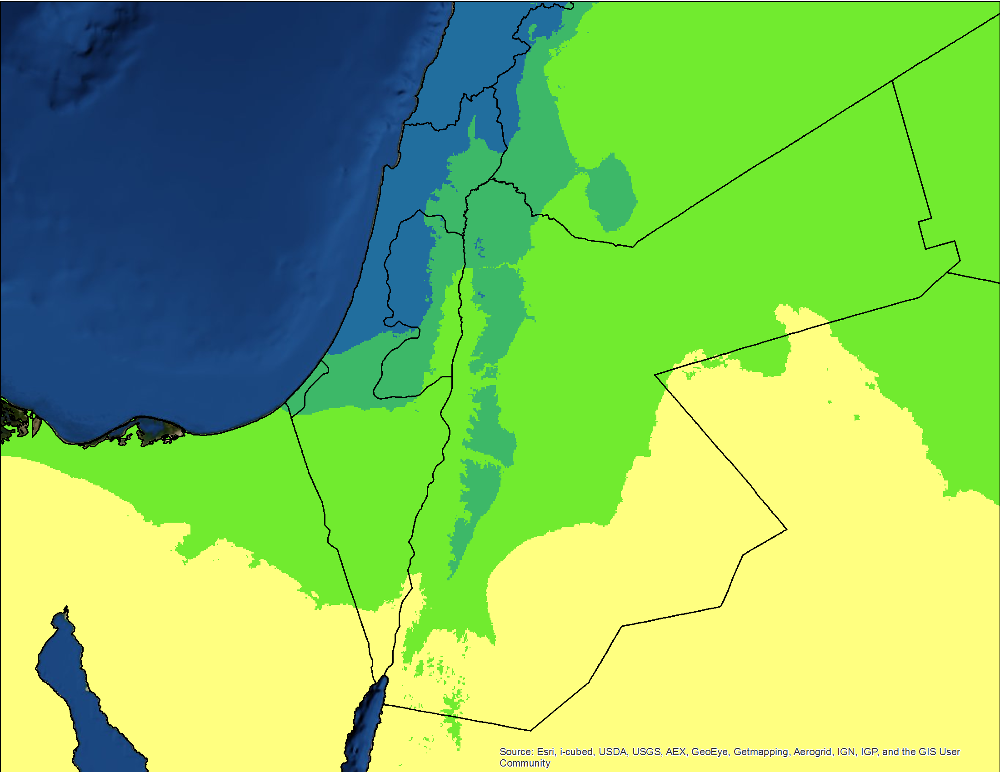 Source: Esri, i-cubed, USDA, USGS, AEX, GeoEye, Getmapping, Aerogrid, IGN, IGP, and the GIS User
Community